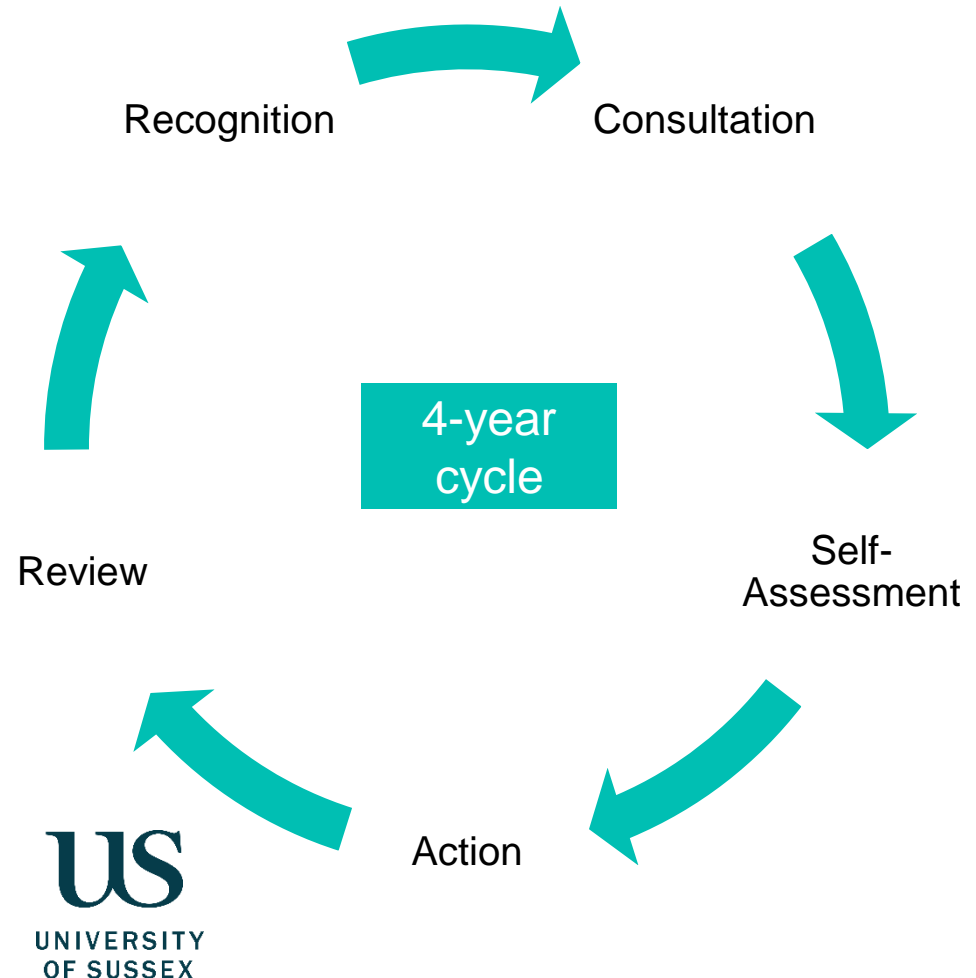 Recognition
Consultation
4-year
cycle
Self-
Assessment
Review
Action
US
UNIVERSITY
OF SUSSEX